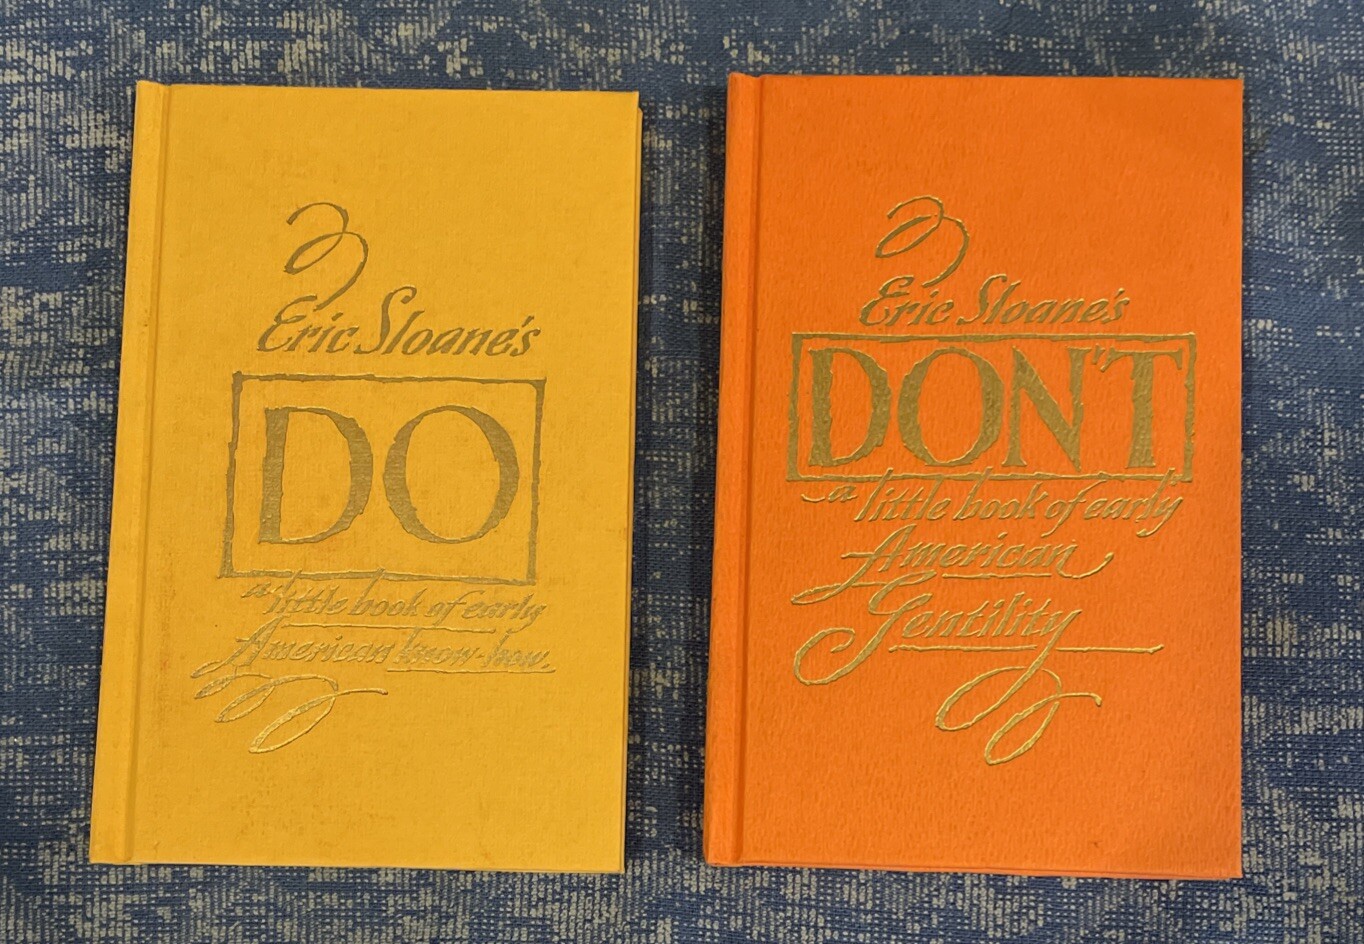 Eric Sloane's
DO
a little book of early
American know-how.
Eric Sloane's
DON'T
a little book of early
American
Gentility